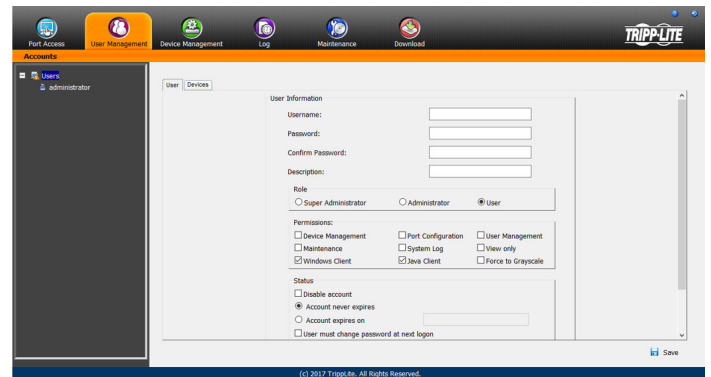 TRIPP-LITE
Port Access User Management Device Management Log Maintenance Download
Accounts
Users
administrator
User Devices
User Information
Username:
Password:
Confirm Password:
Description:
Role
Super Administrator Administrator User
Permissions:
Device Management Port Configuration User Management
Maintenance System Log View only
Windows Client Java Client Force to Grayscale
Status
Disable account
Account never expires
Account expires on
User must change password at next logon
Save
(c) 2017 TrippLite. All Rights Reserved.